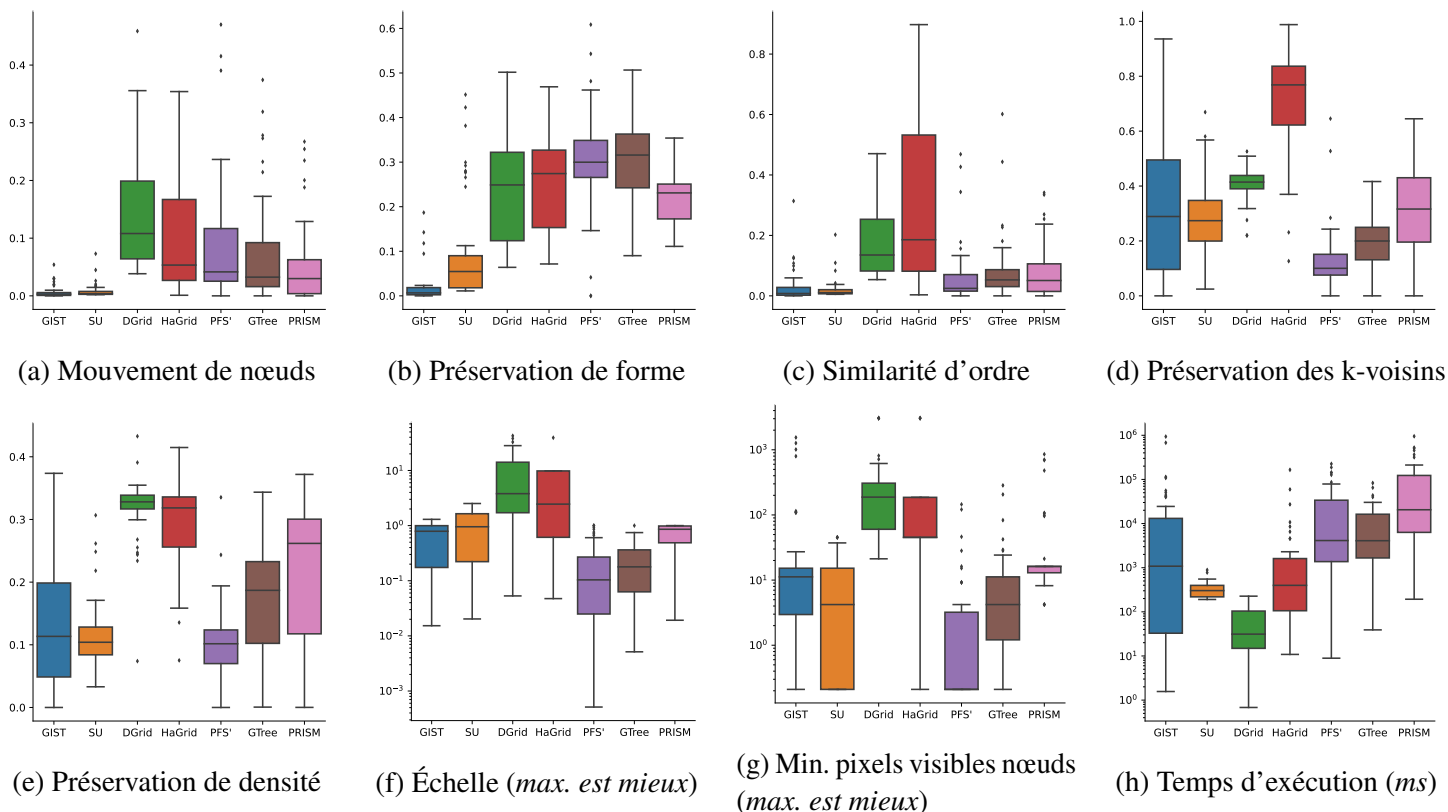 0.4
0.3
0.2
0.1
0.0
GIST SU DGrid HaGrid PFS' GTree PRISM
(a) Mouvement de nœuds
0.6
0.5
0.4
0.3
0.2
0.1
0.0
GIST SU DGrid HaGrid PFS' GTree PRISM
(b) Préservation de forme
0.8
0.6
0.4
0.2
0.0
GIST SU DGrid HaGrid PFS' GTree PRISM
(c) Similarité d'ordre
1.0
0.8
0.6
0.4
0.2
0.0
GIST SU DGrid HaGrid PFS' GTree PRISM
(d) Préservation des k-voisins
0.4
0.3
0.2
0.1
0.0
GIST SU DGrid HaGrid PFS' GTree PRISM
(e) Préservation de densité
10¹
10⁰
10⁻¹
10⁻²
10⁻³
GIST SU DGrid HaGrid PFS' GTree PRISM
(f) Échelle (max. est mieux)
10³
10²
10¹
10⁰
GIST SU DGrid HaGrid PFS' GTree PRISM
(g) Min. pixels visibles nœuds
(max. est mieux)
10⁶
10⁵
10⁴
10³
10²
10¹
10⁰
GIST SU DGrid HaGrid PFS' GTree PRISM
(h) Temps d'exécution (ms)